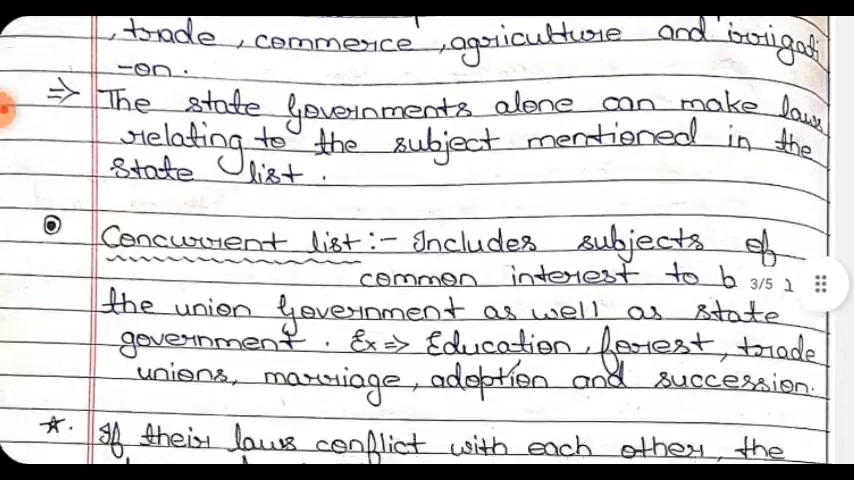 , trade , commerce , agriculture and irrigati
-on .
⇒ The state Governments alone can make laws
relating to the subject mentioned in the
state list .
Concurrent list :- Includes subjects of
common interest to b
3/5
the union Government as well as state
government . Ex ⇒ Education , forest , trade
unions, marriage , adoption and succession .
☆. If their laws conflict with each other , the